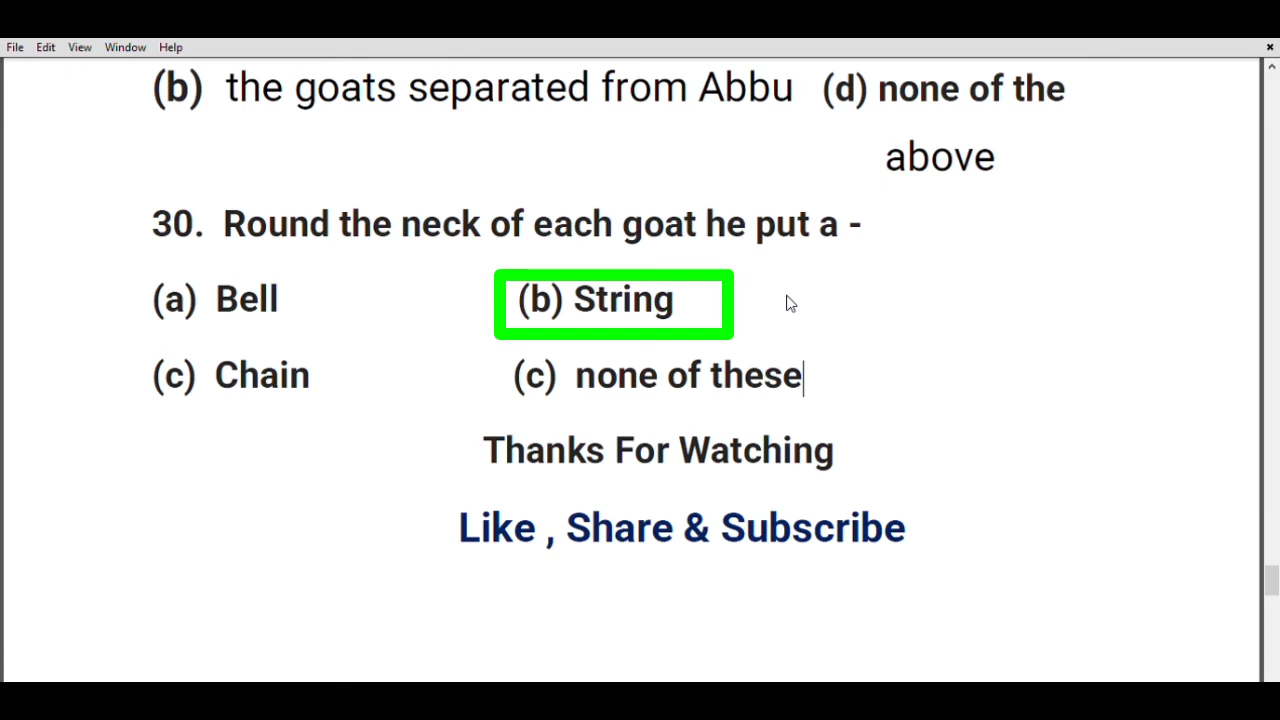 File Edit View Window Help
(b) the goats separated from Abbu (d) none of the
above
30. Round the neck of each goat he put a -
(a) Bell (b) String
(c) Chain (c) none of these
Thanks For Watching
Like , Share & Subscribe